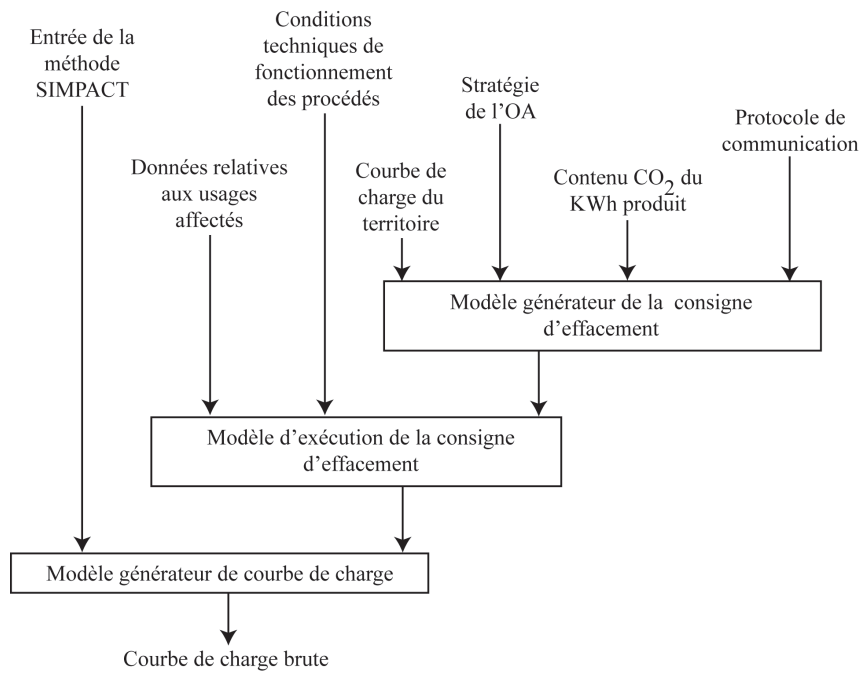 Entrée de la
méthode
SIMPACT
Conditions
techniques de
fonctionnement
des procédés
Stratégie
de l'OA
Protocole de
communication
Données relatives
aux usages
affectés
Courbe de
charge du
territoire
Contenu CO2 du
KWh produit
Modèle générateur de la consigne
d'effacement
Modèle d'exécution de la consigne
d'effacement
Modèle générateur de courbe de charge
Courbe de charge brute